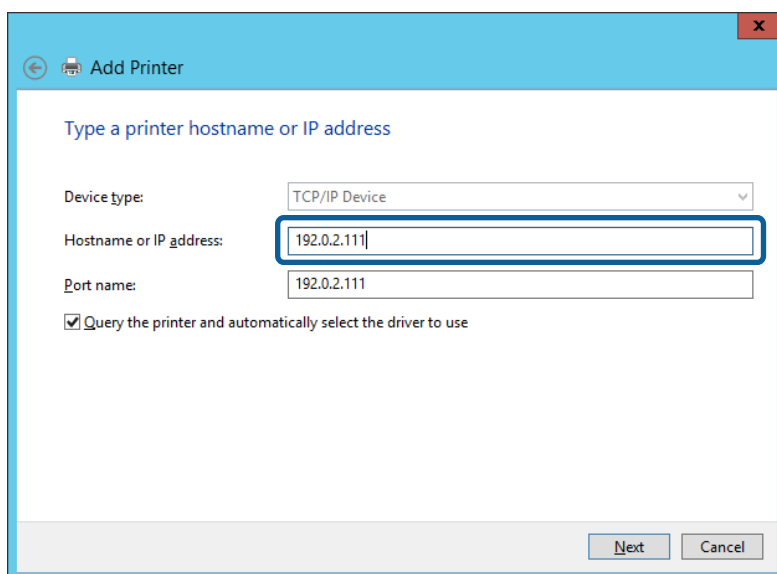 x
Add Printer
Type a printer hostname or IP address
Device type: TCP/IP Device
Hostname or IP address: 192.0.2.111
Port name: 192.0.2.111
Query the printer and automatically select the driver to use
Next Cancel